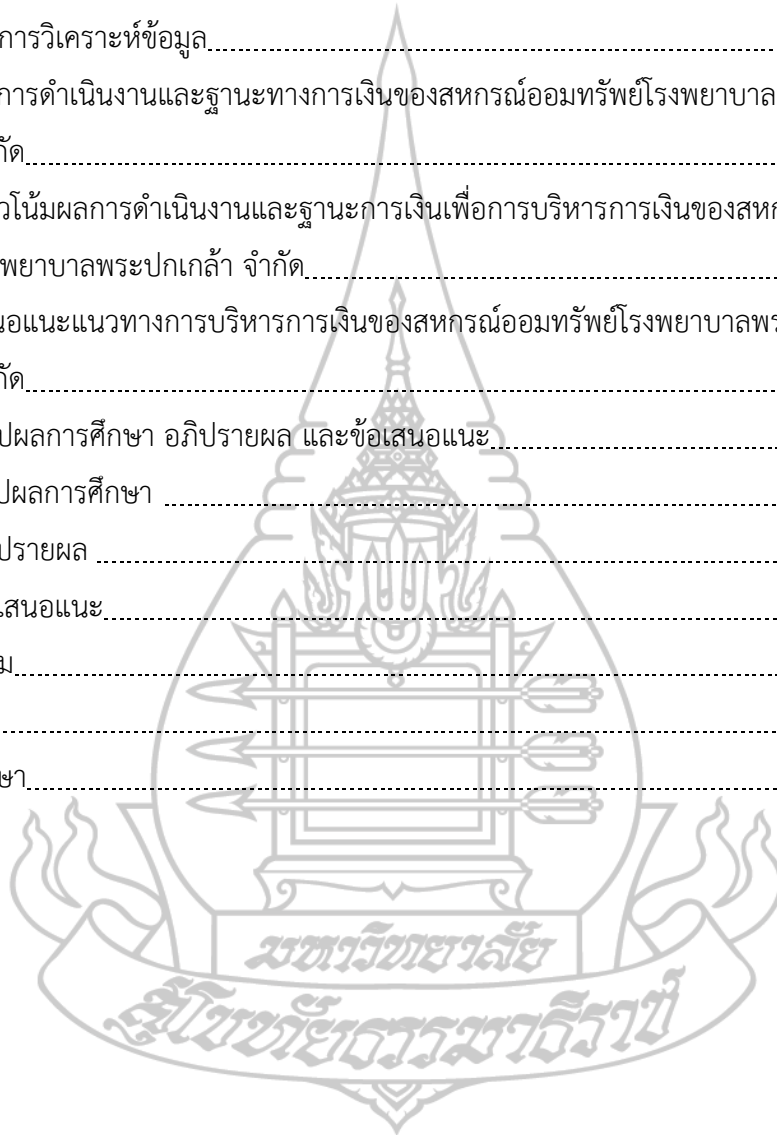 การวิเคราะห์ข้อมูล
การดำเนินงานและฐานะทางการเงินของสหกรณ์ออมทรัพย์โรงพยาบาล
กัด
วโน้มผลการดำเนินงานและฐานะการเงินเพื่อการบริหารการเงินของสหก
พยาบาลพระปกเกล้า จำกัด
นอแนะแนวทางการบริหารการเงินของสหกรณ์ออมทรัพย์โรงพยาบาลพร
กัด
ปผลการศึกษา อภิปรายผล และข้อเสนอแนะ
ปผลการศึกษา
ปรายผล
เสนอแนะ
ม
ษา
มหาวิทยาลัย
สุโขทัยธรรมาธิราช